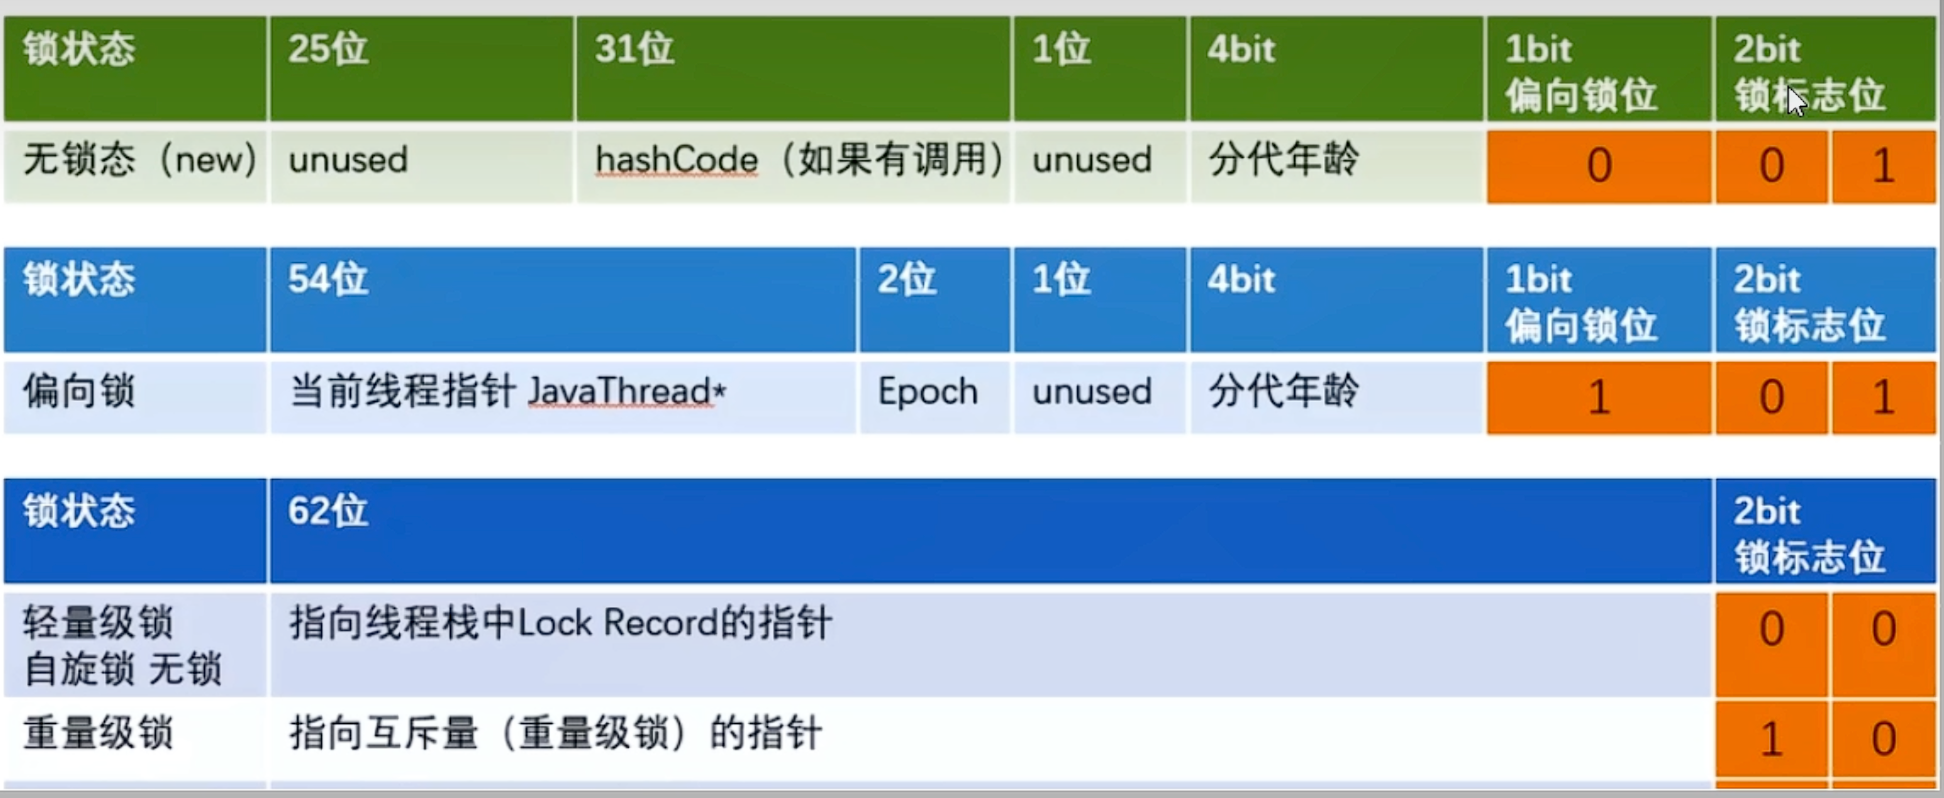 锁状态 25位 31位 1位 4bit 1bit 2bit
偏向锁位 锁标志位
无锁态（new） unused hashCode（如果有调用） unused 分代年龄 0 0 1
锁状态 54位 2位 1位 4bit 1bit 2bit
偏向锁位 锁标志位
偏向锁 当前线程指针 JavaThread* Epoch unused 分代年龄 1 0 1
锁状态 62位 2bit
锁标志位
轻量级锁 指向线程栈中Lock Record的指针 0 0
自旋锁 无锁
重量级锁 指向互斥量（重量级锁）的指针 1 0